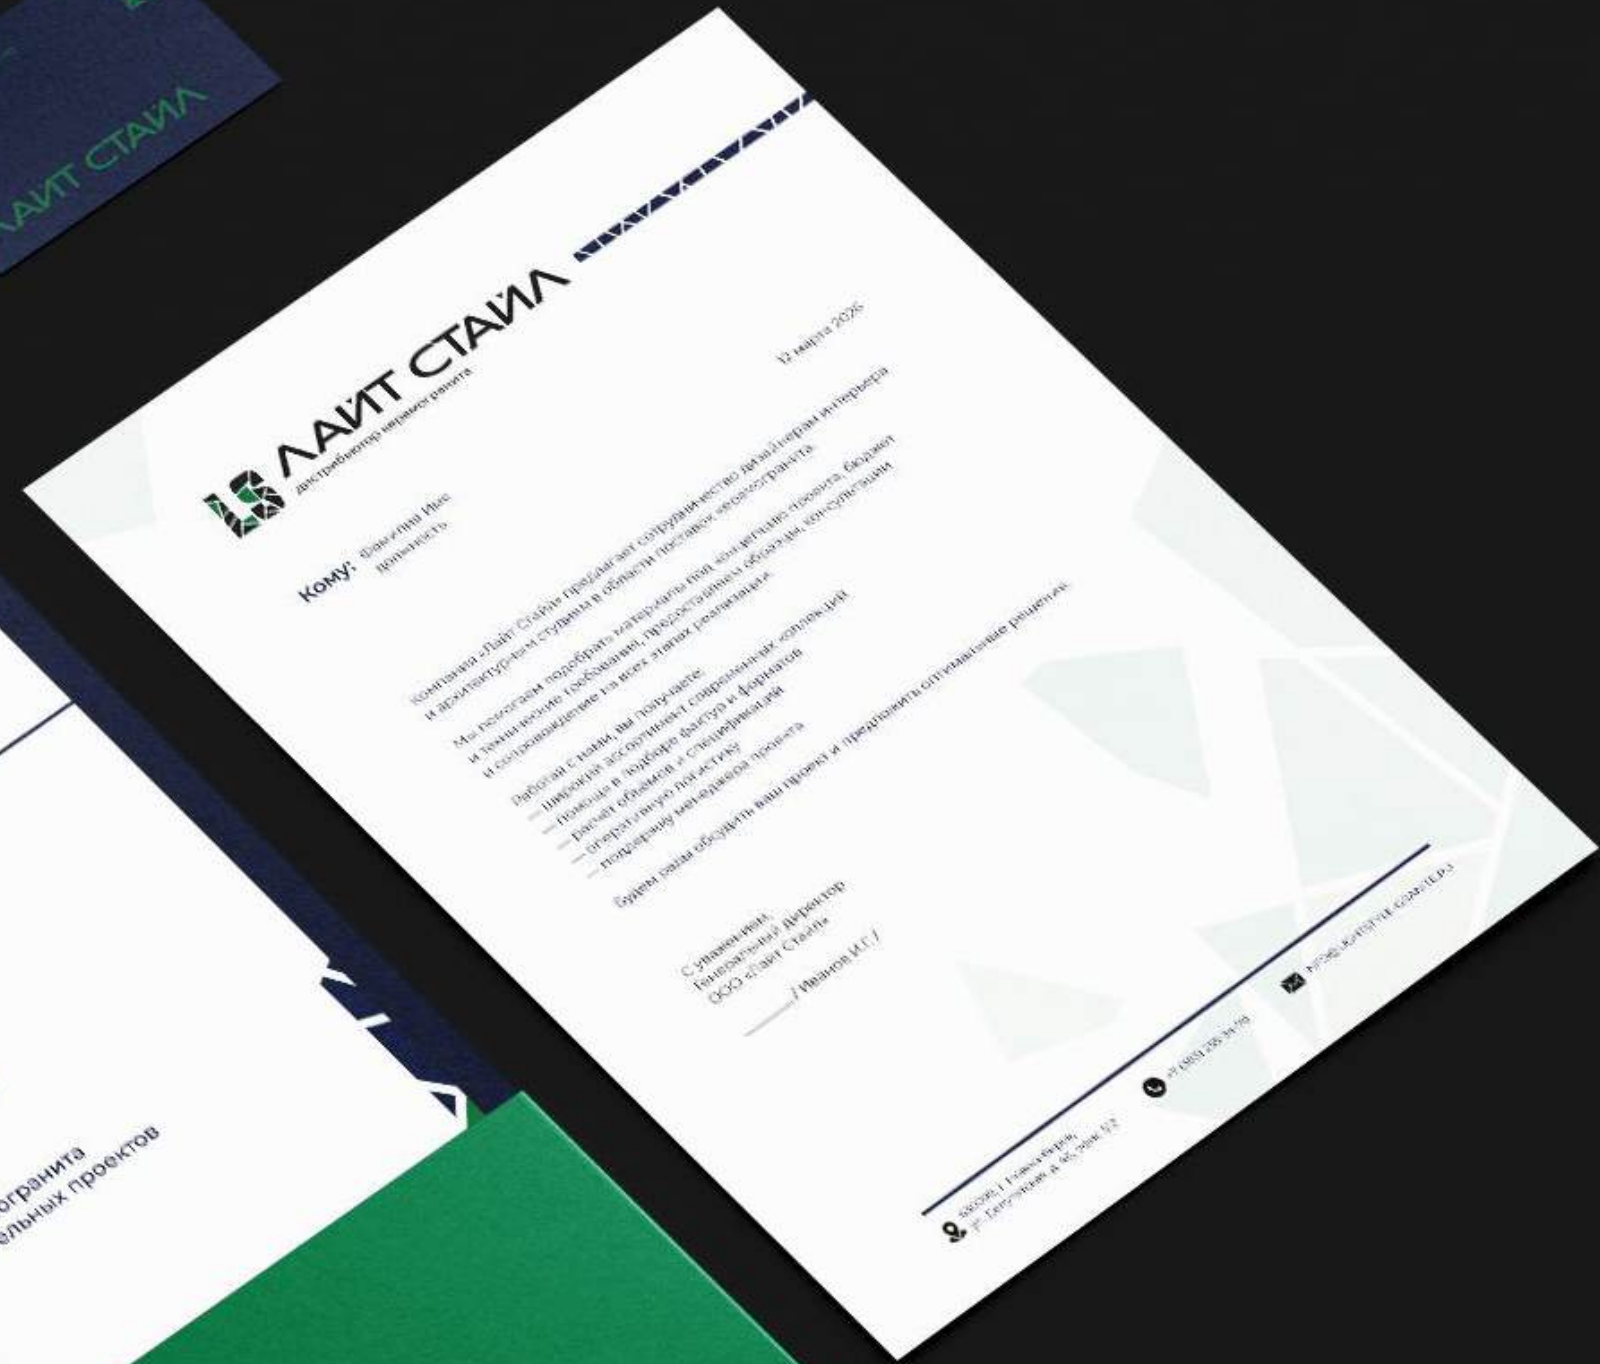 ЛАЙТ СТАЙЛ
ЛАЙТ СТАЙЛ
дистрибьютор керамогранита
12 марта 2026
Кому: Фамилия Имя
должность
Компания «Лайт Стайл» предлагает сотрудничество дизайнерам интерьера
и архитектурным студиям в области поставок керамогранита.
Мы помогаем подобрать материалы под концепцию проекта, бюджет
и технические требования, предоставляем образцы, консультации
и сопровождение на всех этапах реализации.
Работая с нами, вы получаете:
— широкий ассортимент современных коллекций
— помощь в подборе фактур и форматов
— расчёт объёмов и спецификаций
— оперативную логистику
— поддержку менеджера проекта
Будем рады обсудить ваш проект и предложить оптимальные решения.
С уважением,
Генеральный директор
ООО «Лайт Стайл»
/ Иванов И.Г. /
г. Новосибирск,
огранита
ельных проектов